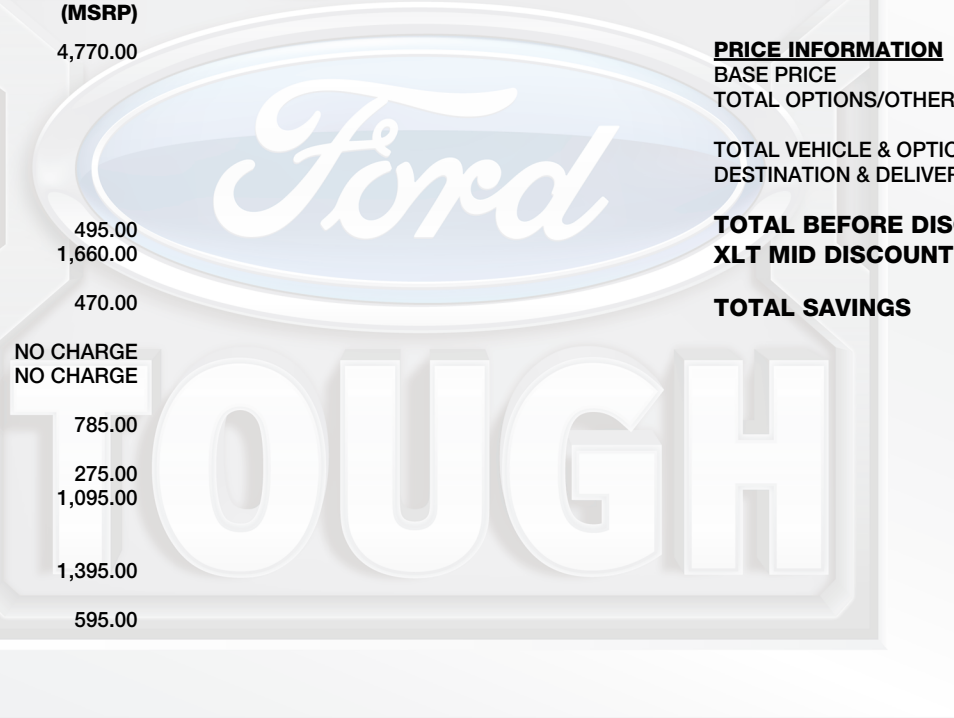 (MSRP)
4,770.00
495.00
1,660.00
470.00
NO CHARGE
NO CHARGE
785.00
275.00
1,095.00
1,395.00
595.00
PRICE INFORMATION
BASE PRICE
TOTAL OPTIONS/OTHER
TOTAL VEHICLE & OPTIO
DESTINATION & DELIVER
TOTAL BEFORE DISC
XLT MID DISCOUNT
TOTAL SAVINGS
Ford
TOUGH